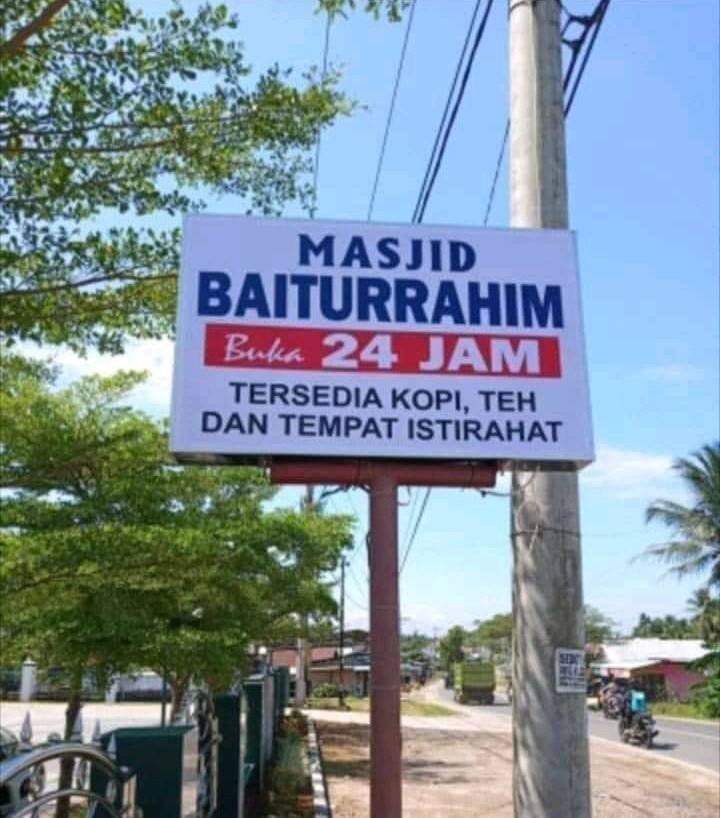 MASJID
BAITURRAHIM
Buka 24 JAM
TERSEDIA KOPI, TEH
DAN TEMPAT ISTIRAHAT